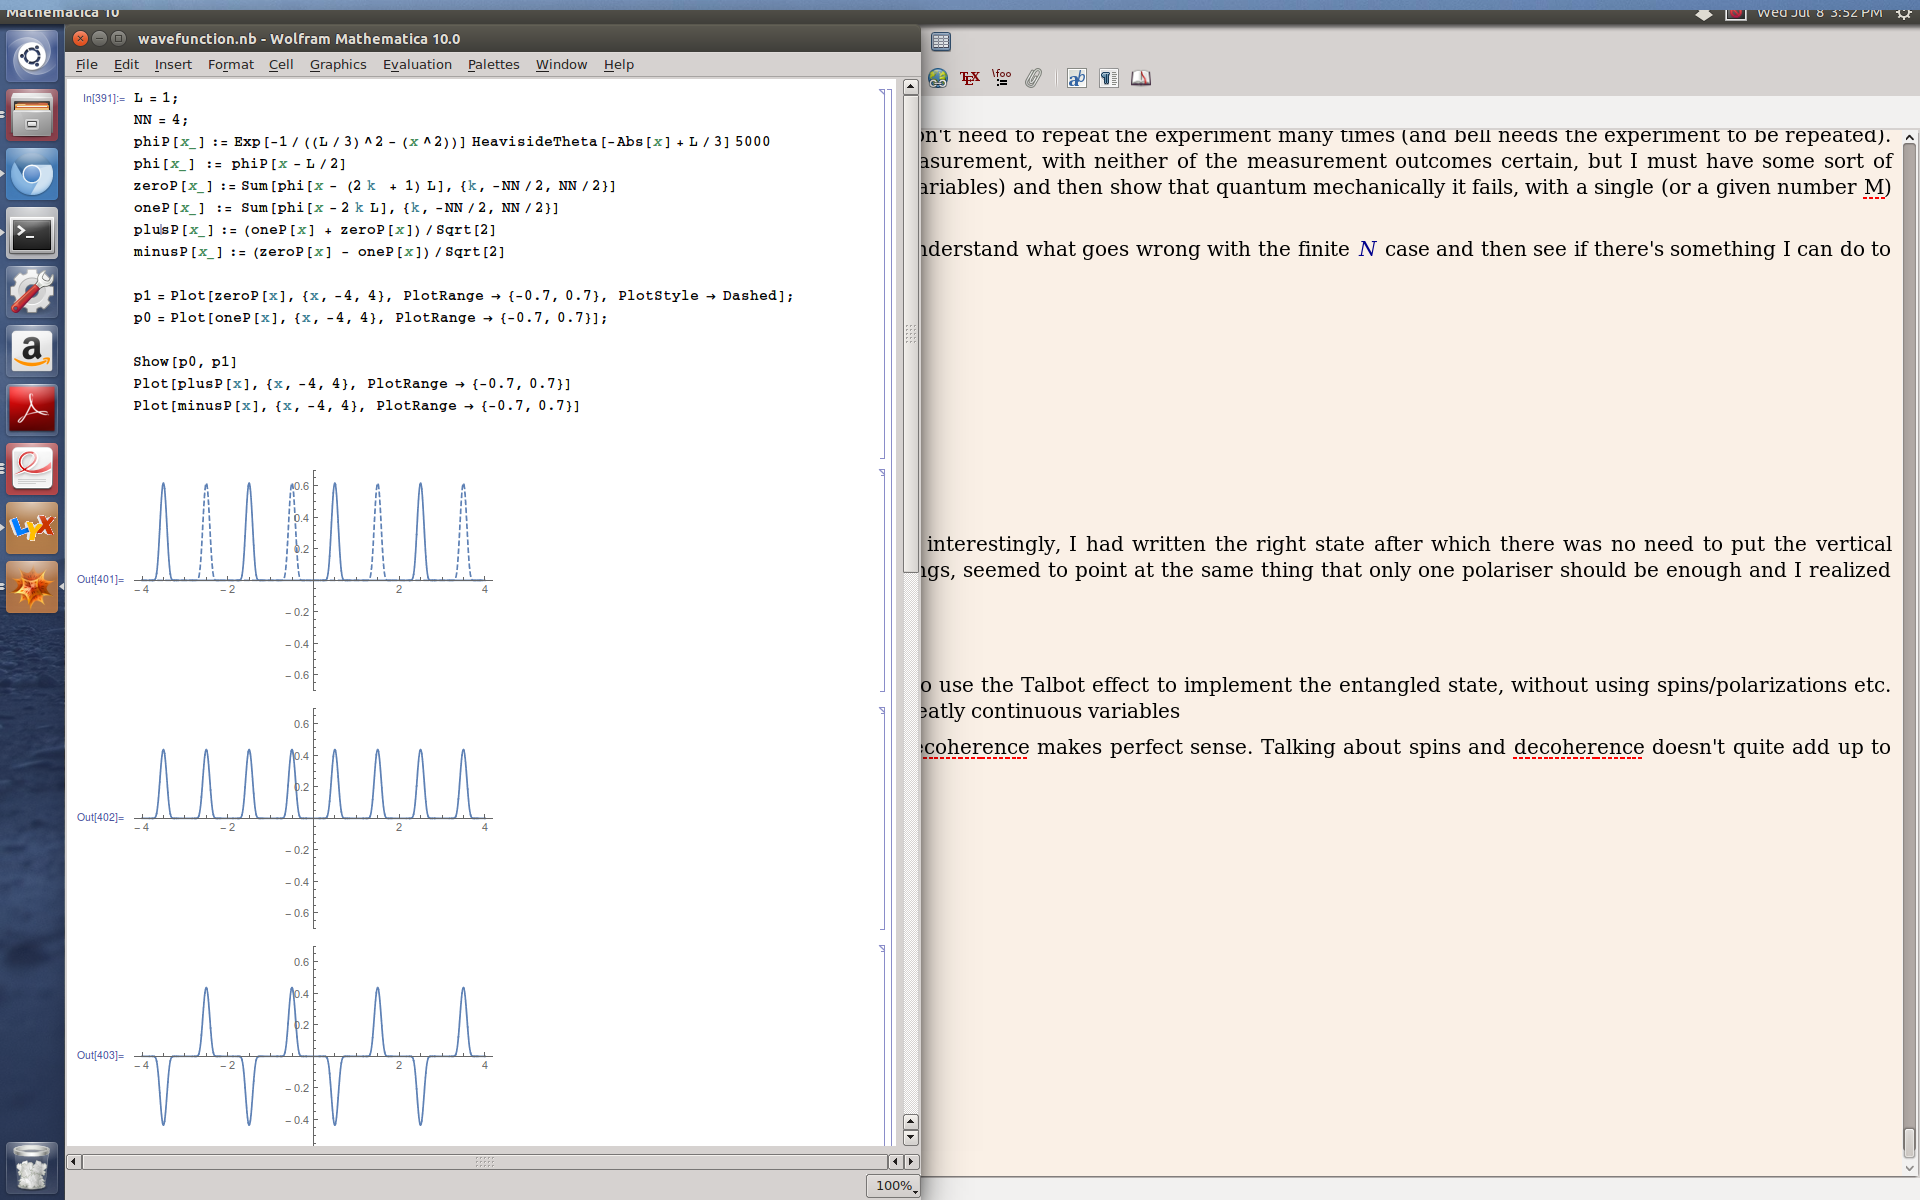 Mathematica 10
Wed Jul 8 3:52 PM
wavefunction.nb - Wolfram Mathematica 10.0
File Edit Insert Format Cell Graphics Evaluation Palettes Window Help
In[391]:= L = 1;
NN = 4;
phiP[x_] := Exp[-1 / ((L / 3) ^ 2 - (x ^ 2))] HeavisideTheta[-Abs[x] + L / 3] 5000
phi[x_] := phiP[x - L / 2]
zeroP[x_] := Sum[phi[x - (2 k + 1) L], {k, -NN / 2, NN / 2}]
oneP[x_] := Sum[phi[x - 2 k L], {k, -NN / 2, NN / 2}]
plusP[x_] := (oneP[x] + zeroP[x]) / Sqrt[2]
minusP[x_] := (zeroP[x] - oneP[x]) / Sqrt[2]
p1 = Plot[zeroP[x], {x, -4, 4}, PlotRange → {-0.7, 0.7}, PlotStyle → Dashed];
p0 = Plot[oneP[x], {x, -4, 4}, PlotRange → {-0.7, 0.7}];
Show[p0, p1]
Plot[plusP[x], {x, -4, 4}, PlotRange → {-0.7, 0.7}]
Plot[minusP[x], {x, -4, 4}, PlotRange → {-0.7, 0.7}]
0.6
0.4
0.2
Out[401]=
-4 -2 2 4
-0.2
-0.4
-0.6
0.6
0.4
0.2
Out[402]=
-4 -2 2 4
-0.2
-0.4
-0.6
0.6
0.4
0.2
Out[403]=
-4 -2 2 4
-0.2
-0.4
100%
TEX \foo := ab
on't need to repeat the experiment many times (and bell needs the experiment to be repeated).
asurement, with neither of the measurement outcomes certain, but I must have some sort of
ariables) and then show that quantum mechanically it fails, with a single (or a given number M)
nderstand what goes wrong with the finite N case and then see if there's something I can do to
interestingly, I had written the right state after which there was no need to put the vertical
ngs, seemed to point at the same thing that only one polariser should be enough and I realized
o use the Talbot effect to implement the entangled state, without using spins/polarizations etc.
eatly continuous variables
ecoherence makes perfect sense. Talking about spins and decoherence doesn't quite add up to
a
LyX
>_